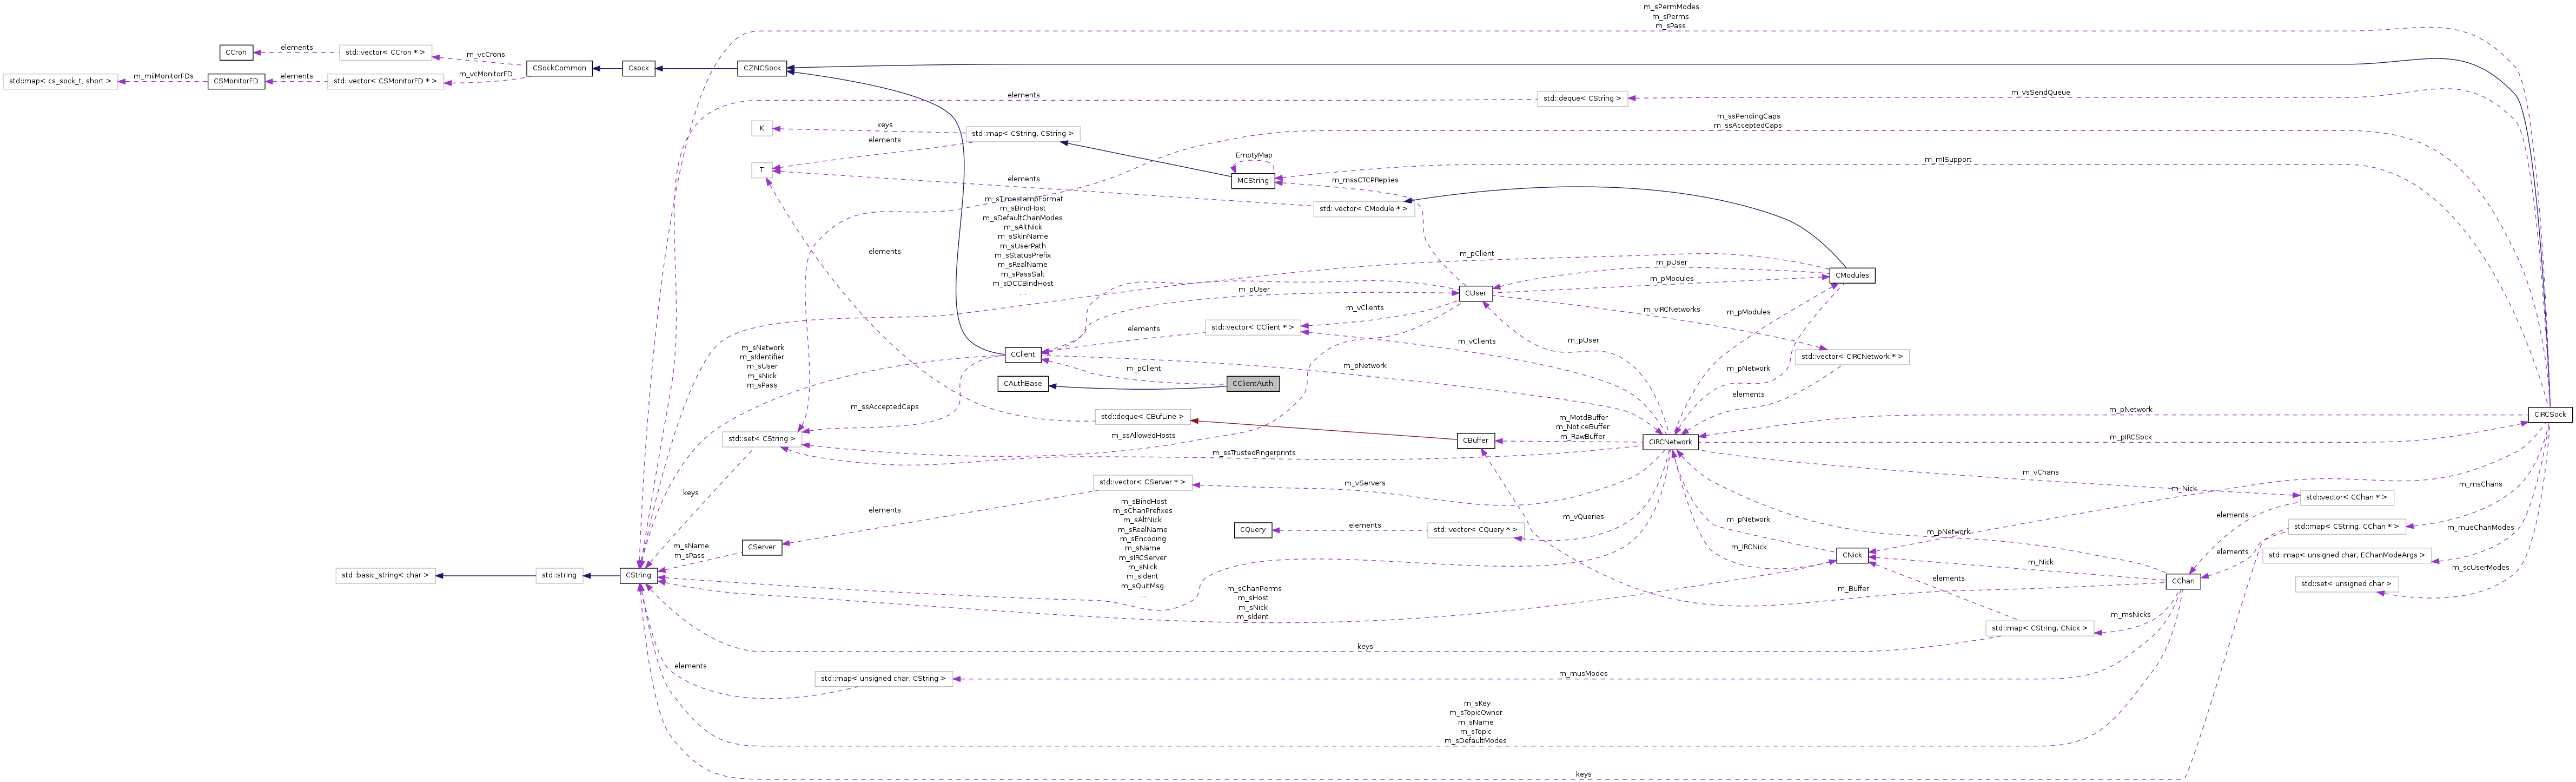 m_sPermModes
m_sPerms
m_sPass
CCron
elements
std::vector< CCron * >
m_vcCrons
std::map< cs_sock_t, short >
m_miiMonitorFDs
CSMonitorFD
elements
std::vector< CSMonitorFD * >
m_vcMonitorFD
CSockCommon
Csock
CZNCSock
elements
std::deque< CString >
m_vsSendQueue
K
keys
std::map< CString, CString >
m_ssPendingCaps
m_ssAcceptedCaps
T
elements
EmptyMap
MCString
m_mISupport
elements
m_mssCTCPReplies
std::vector< CModule * >
m_sTimestampFormat
m_sBindHost
m_sDefaultChanModes
m_sAltNick
m_sSkinName
m_sUserPath
m_sStatusPrefix
m_sRealName
m_sPassSalt
m_sDCCBindHost
...
elements
m_pClient
m_pUser
m_pModules
CModules
m_pUser
CUser
m_vClients
m_vIRCNetworks
m_pModules
elements
std::vector< CClient * >
m_vClients
m_pUser
std::vector< CIRCNetwork * >
m_sNetwork
m_sIdentifier
m_sUser
m_sNick
m_sPass
CClient
m_pClient
m_pNetwork
m_pNetwork
CAuthBase
CClientAuth
elements
m_ssAcceptedCaps
std::deque< CBufLine >
m_MotdBuffer
m_NoticeBuffer
m_RawBuffer
m_pNetwork
CIRCSock
std::set< CString >
m_ssAllowedHosts
CBuffer
CIRCNetwork
m_pIRCSock
m_ssTrustedFingerprints
m_vChans
keys
std::vector< CServer * >
m_vServers
m_Nick
m_msChans
std::vector< CChan * >
elements
m_sBindHost
m_sChanPrefixes
m_sAltNick
m_sRealName
m_sEncoding
m_sName
m_sIRCServer
m_sNick
m_sIdent
m_sQuitMsg
...
elements
CQuery
elements
std::vector< CQuery * >
m_vQueries
m_pNetwork
m_pNetwork
elements
std::map< CString, CChan * >
m_mueChanModes
m_sName
m_sPass
CServer
m_IRCNick
CNick
m_Nick
elements
std::map< unsigned char, EChanModeArgs >
m_scUserModes
std::basic_string< char >
std::string
CString
m_sChanPerms
m_sHost
m_sNick
m_sIdent
m_Buffer
elements
CChan
std::set< unsigned char >
m_msNicks
std::map< CString, CNick >
keys
elements
std::map< unsigned char, CString >
m_musModes
m_sKey
m_sTopicOwner
m_sName
m_sTopic
m_sDefaultModes
keys